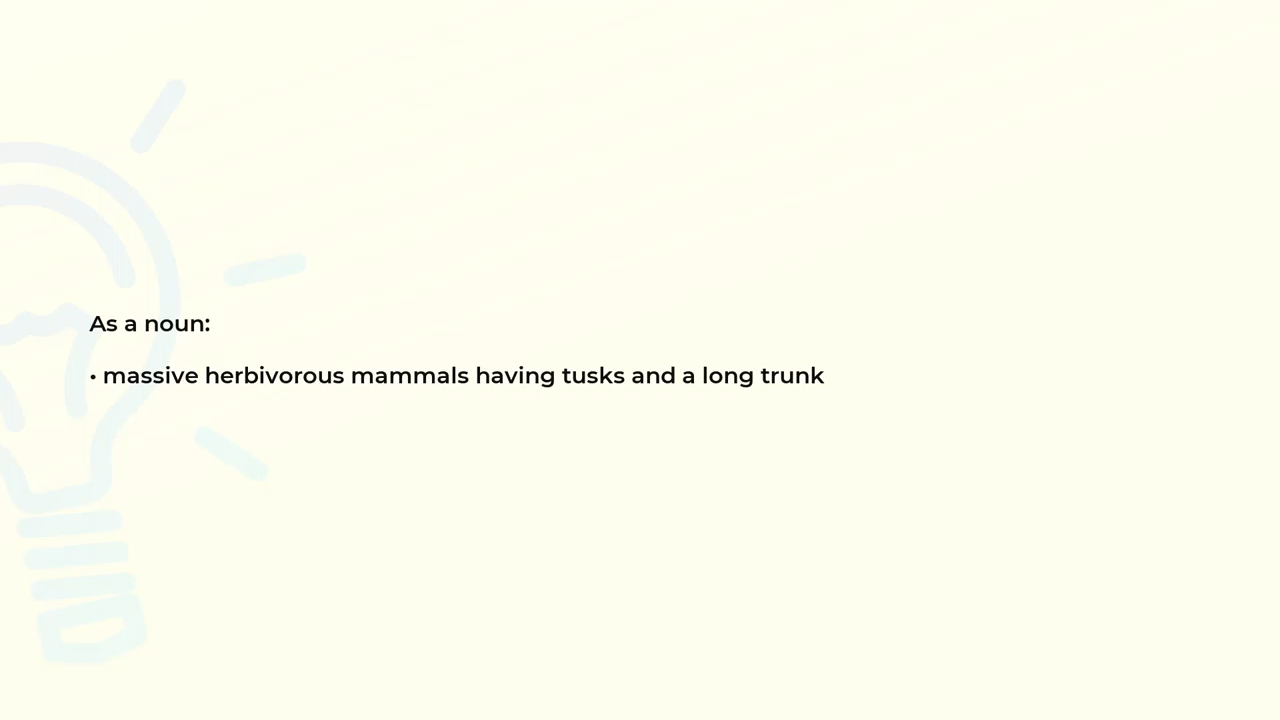 As a noun:
• massive herbivorous mammals having tusks and a long trunk